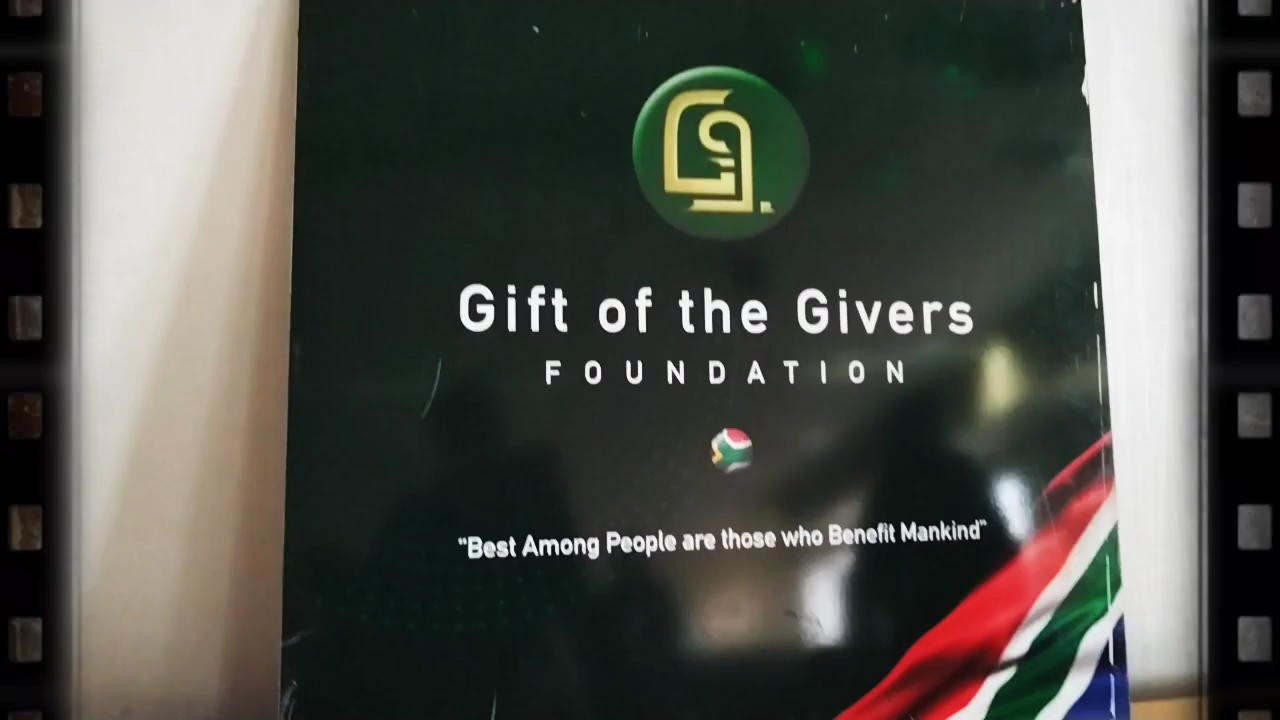 Gift of the Givers
FOUNDATION
"Best Among People are those who Benefit Mankind"